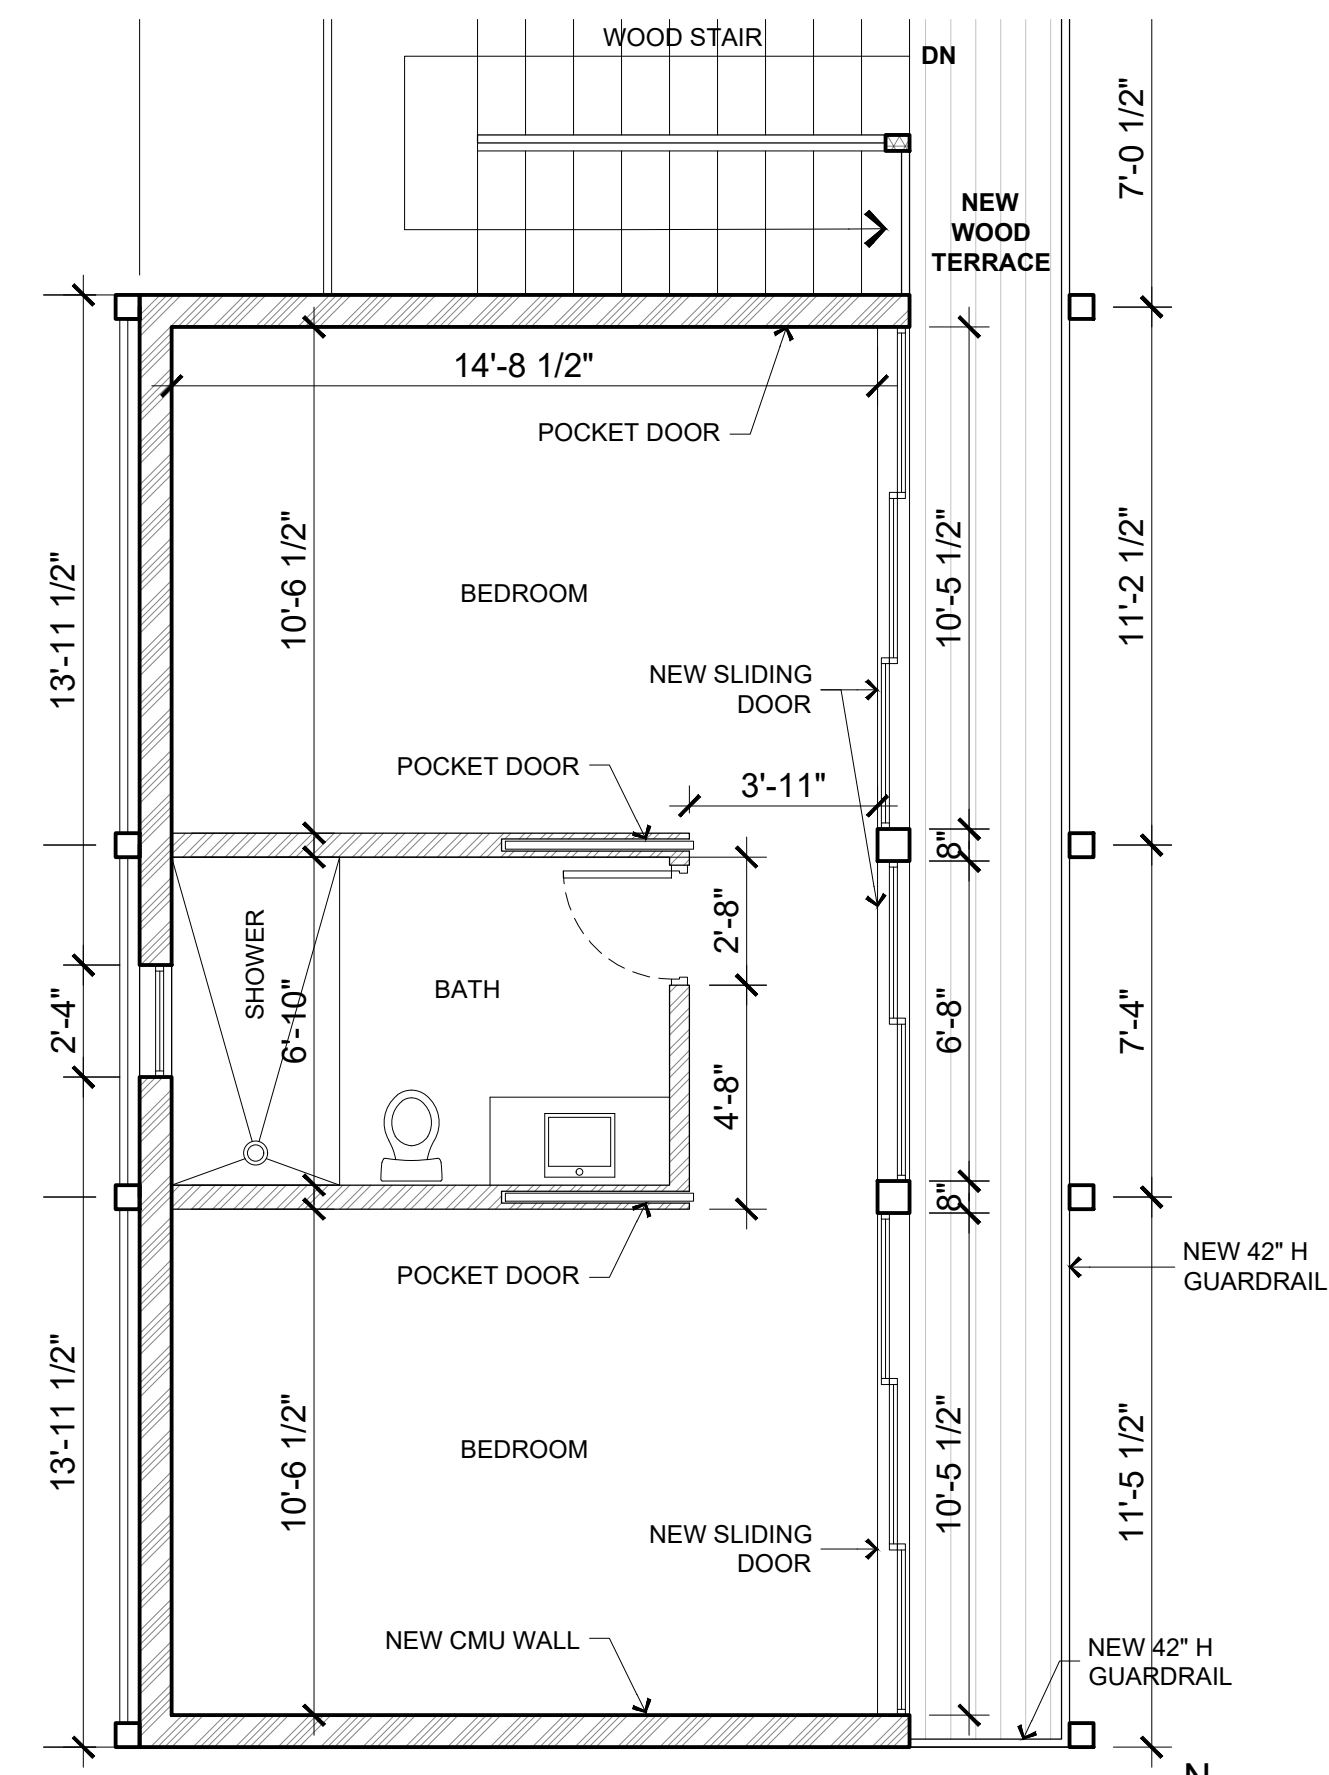 WOOD STAIR
DN
7'-0 1/2"
NEW
WOOD
TERRACE
14'-8 1/2"
POCKET DOOR
13'-11 1/2"
10'-6 1/2"
BEDROOM
10'-5 1/2"
11'-2 1/2"
NEW SLIDING
DOOR
POCKET DOOR
3'-11"
8"
2'-8"
SHOWER
BATH
2'-4"
6'-10"
6'-8"
7'-4"
4'-8"
8"
POCKET DOOR
NEW 42" H
GUARDRAIL
13'-11 1/2"
10'-6 1/2"
BEDROOM
10'-5 1/2"
11'-5 1/2"
NEW SLIDING
DOOR
NEW CMU WALL
NEW 42" H
GUARDRAIL
N